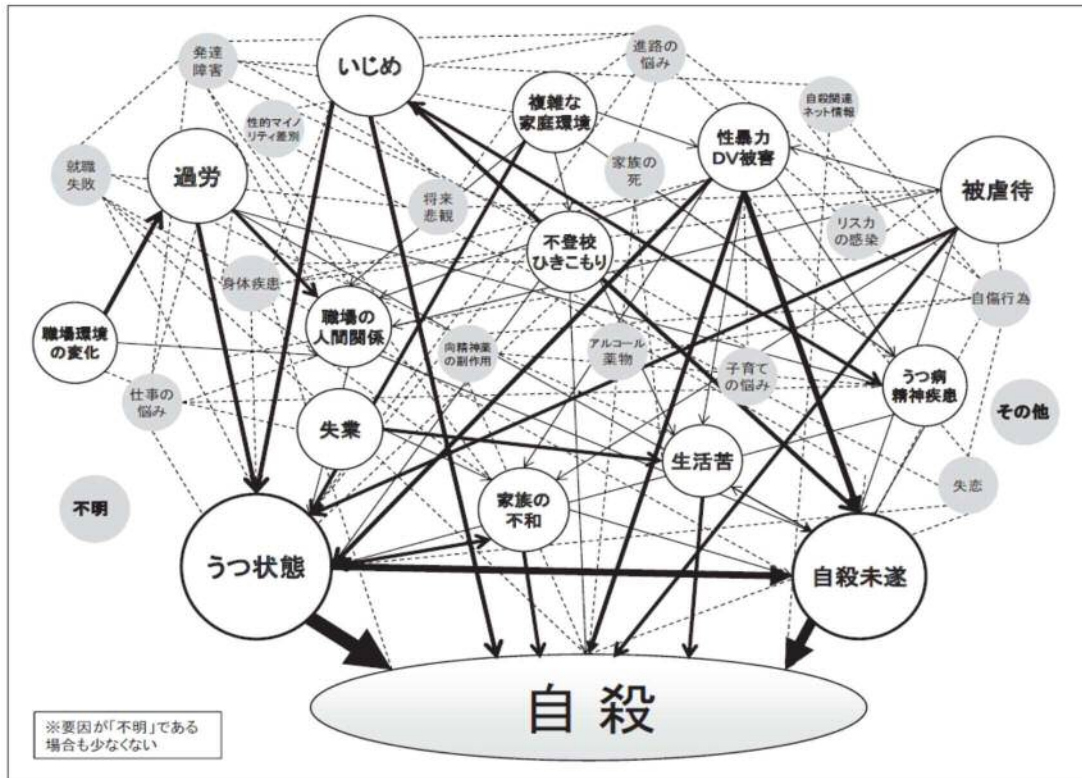 発達
障害
いじめ
進路の
悩み
複雑な
家庭環境
自殺関連
ネット情報
性的マイノ
リティ差別
性暴力
DV被害
就職
失敗
過労
家族の
死
被虐待
将来
悲観
リスカ
の感染
不登校
ひきこもり
身体疾患
自傷行為
職場環境
の変化
職場の
人間関係
向精神薬
の副作用
アルコール
薬物
子育て
の悩み
うつ病
精神疾患
仕事の
悩み
その他
失業
生活苦
失恋
不明
家族の
不和
うつ状態
自殺未遂
自殺
※要因が「不明」である
場合も少なくない